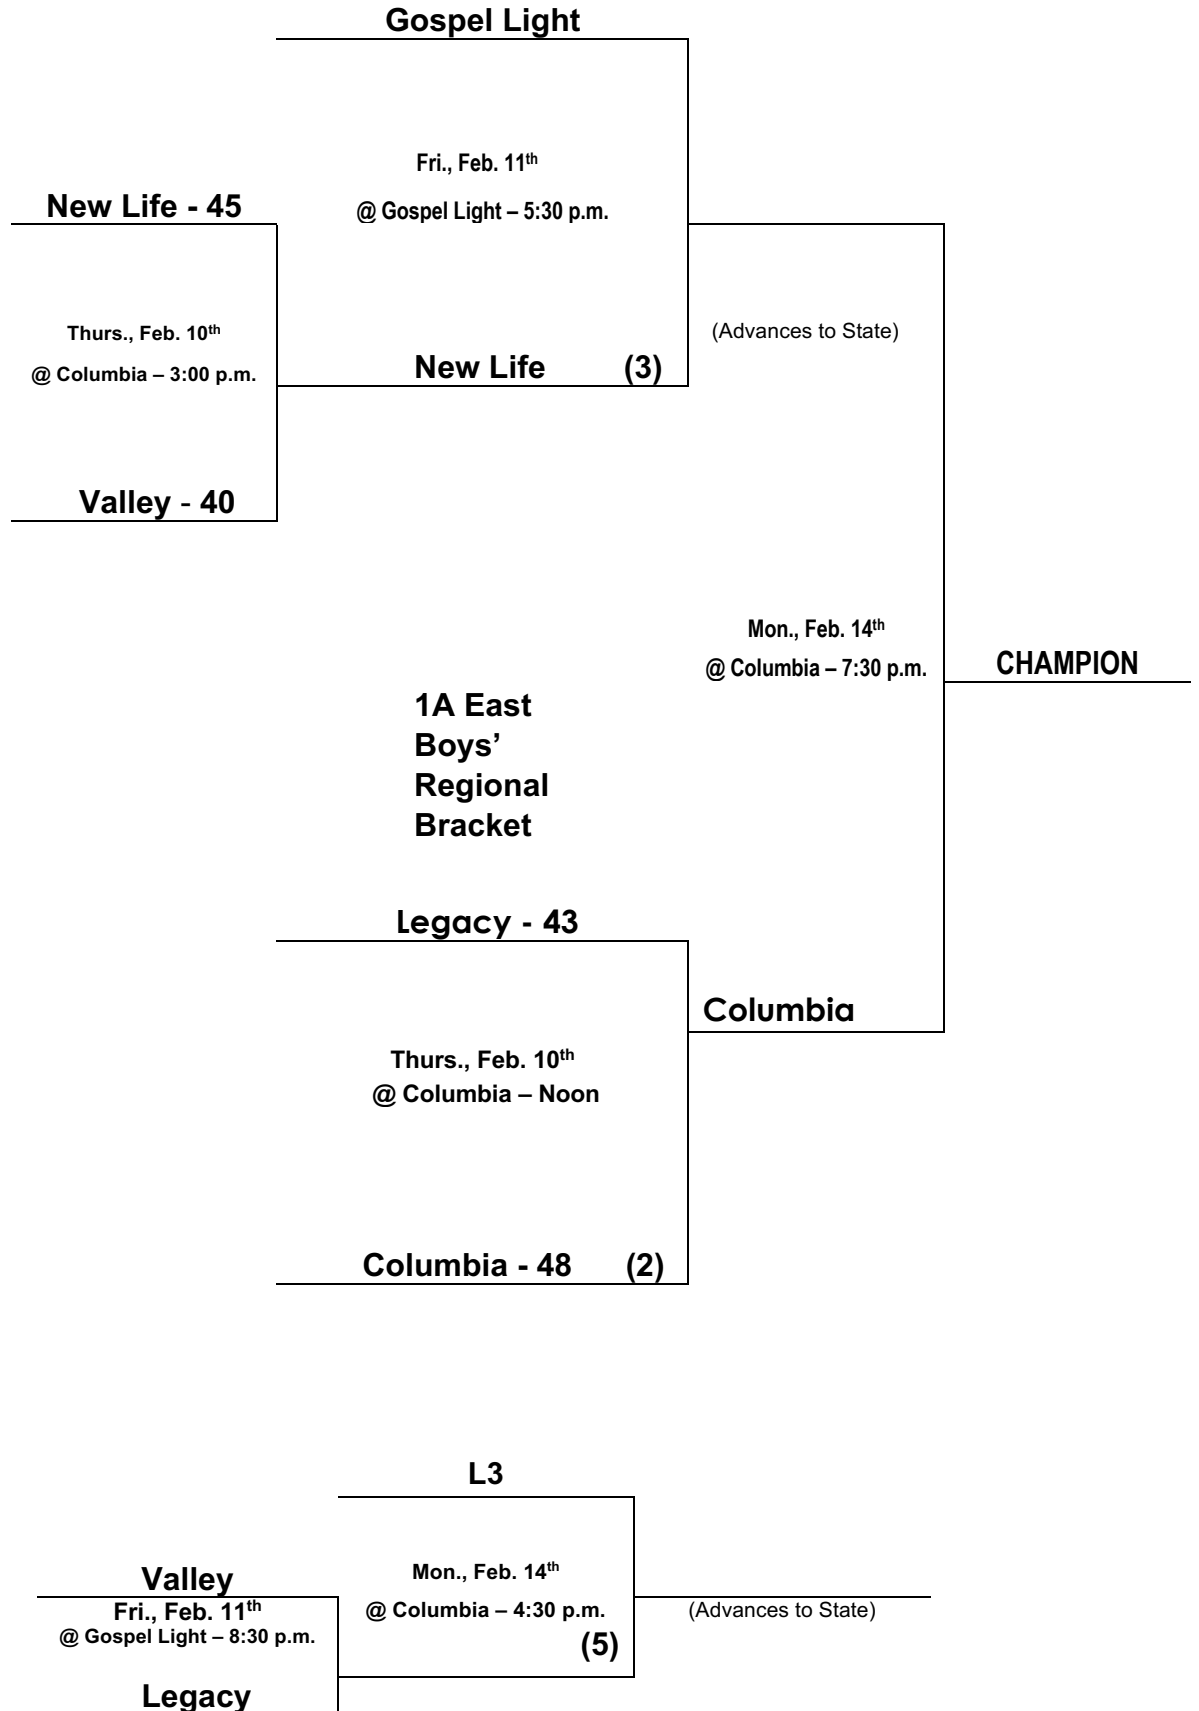 Gospel Light
Fri., Feb. 11th
New Life - 45
@ Gospel Light – 5:30 p.m.
Thurs., Feb. 10th
(Advances to State)
@ Columbia – 3:00 p.m.
New Life (3)
Valley - 40
Mon., Feb. 14th
@ Columbia – 7:30 p.m.
CHAMPION
1A East
Boys’
Regional
Bracket
Legacy - 43
Columbia
Thurs., Feb. 10th
@ Columbia – Noon
Columbia - 48 (2)
L3
Valley
Mon., Feb. 14th
Fri., Feb. 11th
@ Columbia – 4:30 p.m.
(Advances to State)
@ Gospel Light – 8:30 p.m.
(5)
Legacy